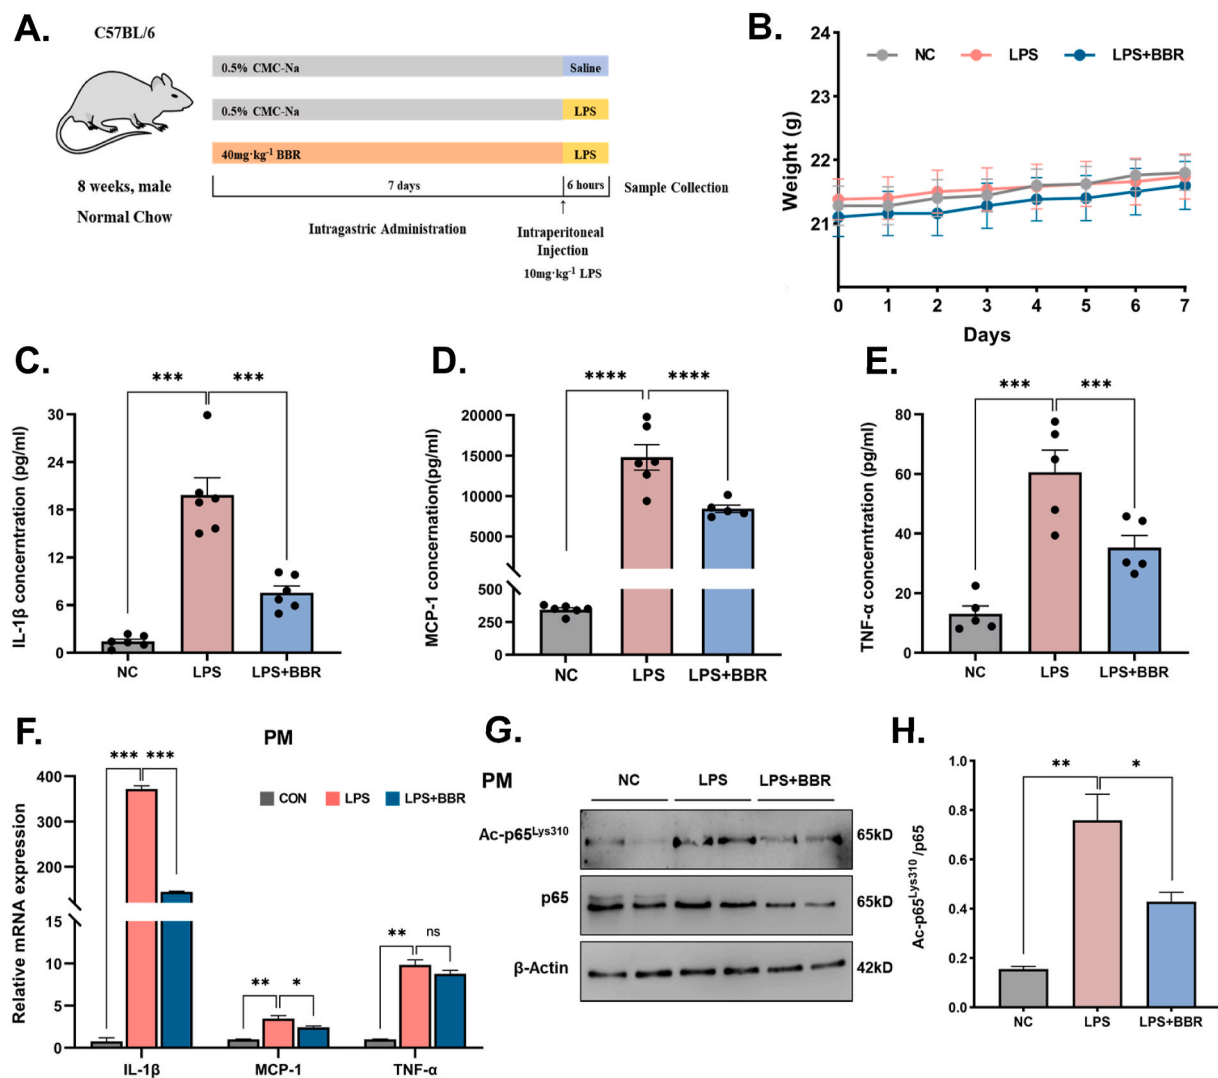 A.
C57BL/6
0.5% CMC-Na
Saline
0.5% CMC-Na
LPS
40mg·kg⁻¹ BBR
LPS
8 weeks, male
Normal Chow
7 days
6 hours
Sample Collection
Intragastric Administration
Intraperitoneal
Injection
10mg·kg⁻¹ LPS
B.
NC LPS LPS+BBR
Weight (g)
24
23
22
21
0 1 2 3 4 5 6 7
Days
C.
*** ***
IL-1β concerntration (pg/ml)
30
24
18
12
6
0
NC LPS LPS+BBR
D.
**** ****
MCP-1 concernration(pg/ml)
20000
15000
10000
5000
500
250
0
NC LPS LPS+BBR
E.
*** ***
TNF-α concerntration (pg/ml)
80
60
40
20
0
NC LPS LPS+BBR
F.
PM
CON LPS LPS+BBR
Relative mRNA expression
400
300
200
15
10
5
0
*** ***
** *
** ns
IL-1β MCP-1 TNF-α
G.
PM NC LPS LPS+BBR
Ac-p65Lys310 65kD
p65 65kD
β-Actin 42kD
H.
** *
Ac-p65Lys310/p65
1.0
0.8
0.6
0.4
0.2
0.0
NC LPS LPS+BBR